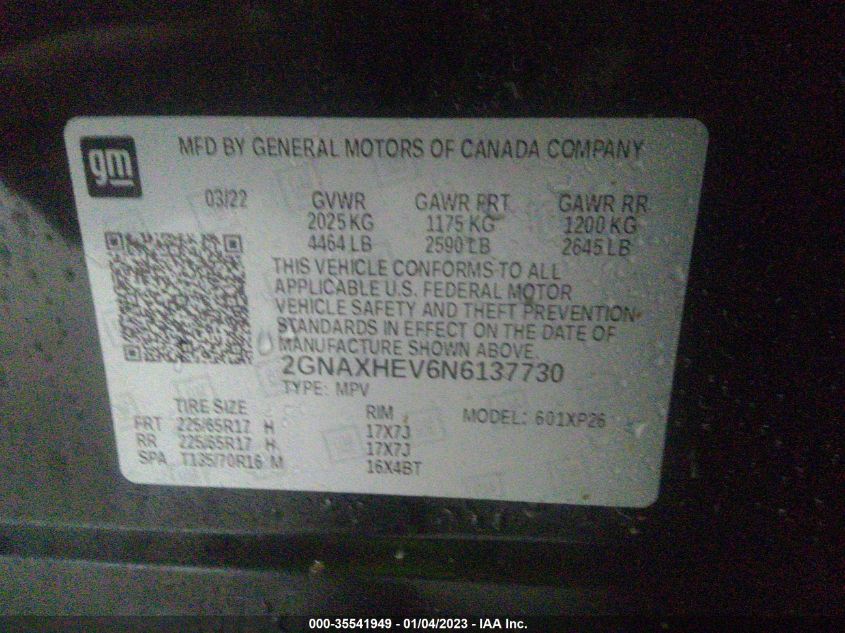 gm
MFD BY GENERAL MOTORS OF CANADA COMPANY
03/22 GVWR GAWR FRT GAWR RR
2025 KG 1175 KG 1200 KG
4464 LB 2590 LB 2645 LB
THIS VEHICLE CONFORMS TO ALL
APPLICABLE U.S. FEDERAL MOTOR
VEHICLE SAFETY AND THEFT PREVENTION
STANDARDS IN EFFECT ON THE DATE OF
MANUFACTURE SHOWN ABOVE.
2GNAXHEV6N6137730
TYPE: MPV
TIRE SIZE RIM MODEL: 601XP26
FRT 225/65R17 H 17X7J
RR 225/65R17 H 17X7J
SPA T135/70R16 M 16X4BT
000-35541949 - 01/04/2023 - IAA Inc.